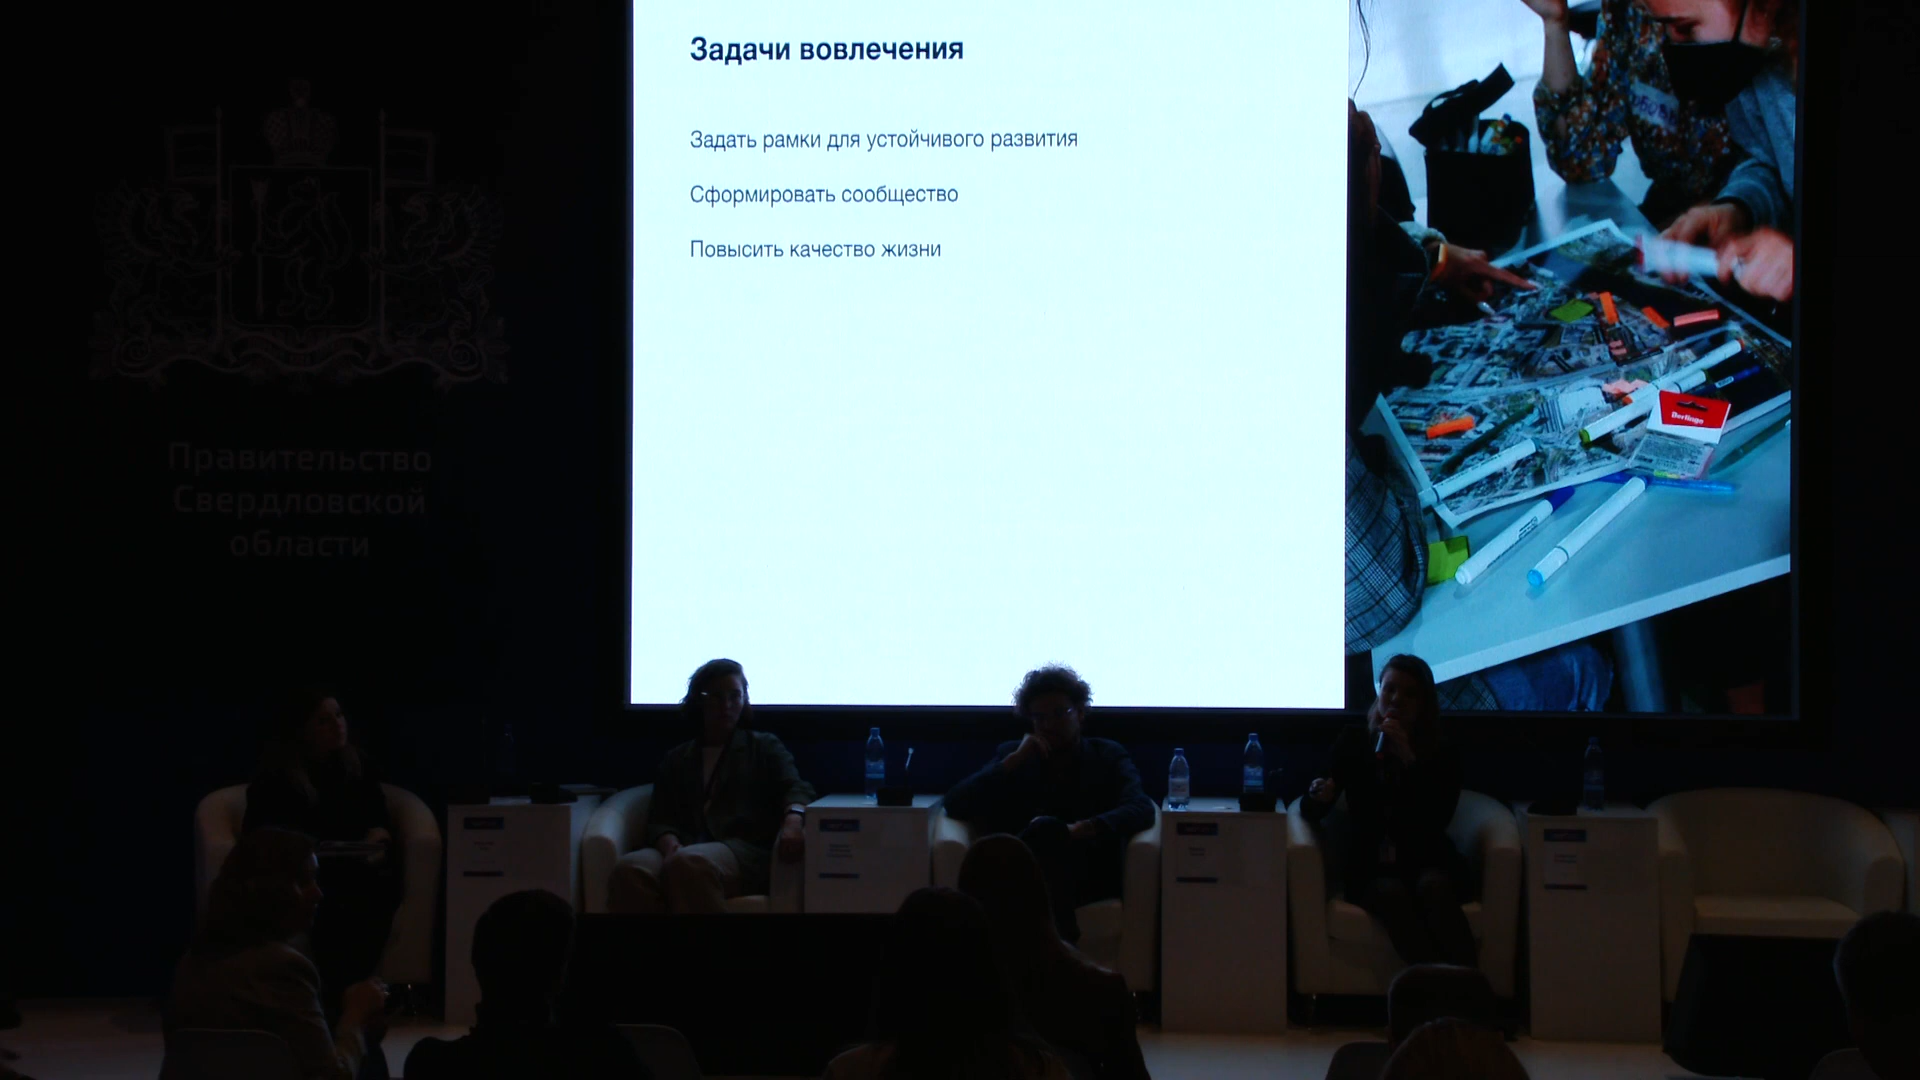 Задачи вовлечения
Задать рамки для устойчивого развития
Сформировать сообщество
Повысить качество жизни
Правительство
Свердловской
области
Berlingo